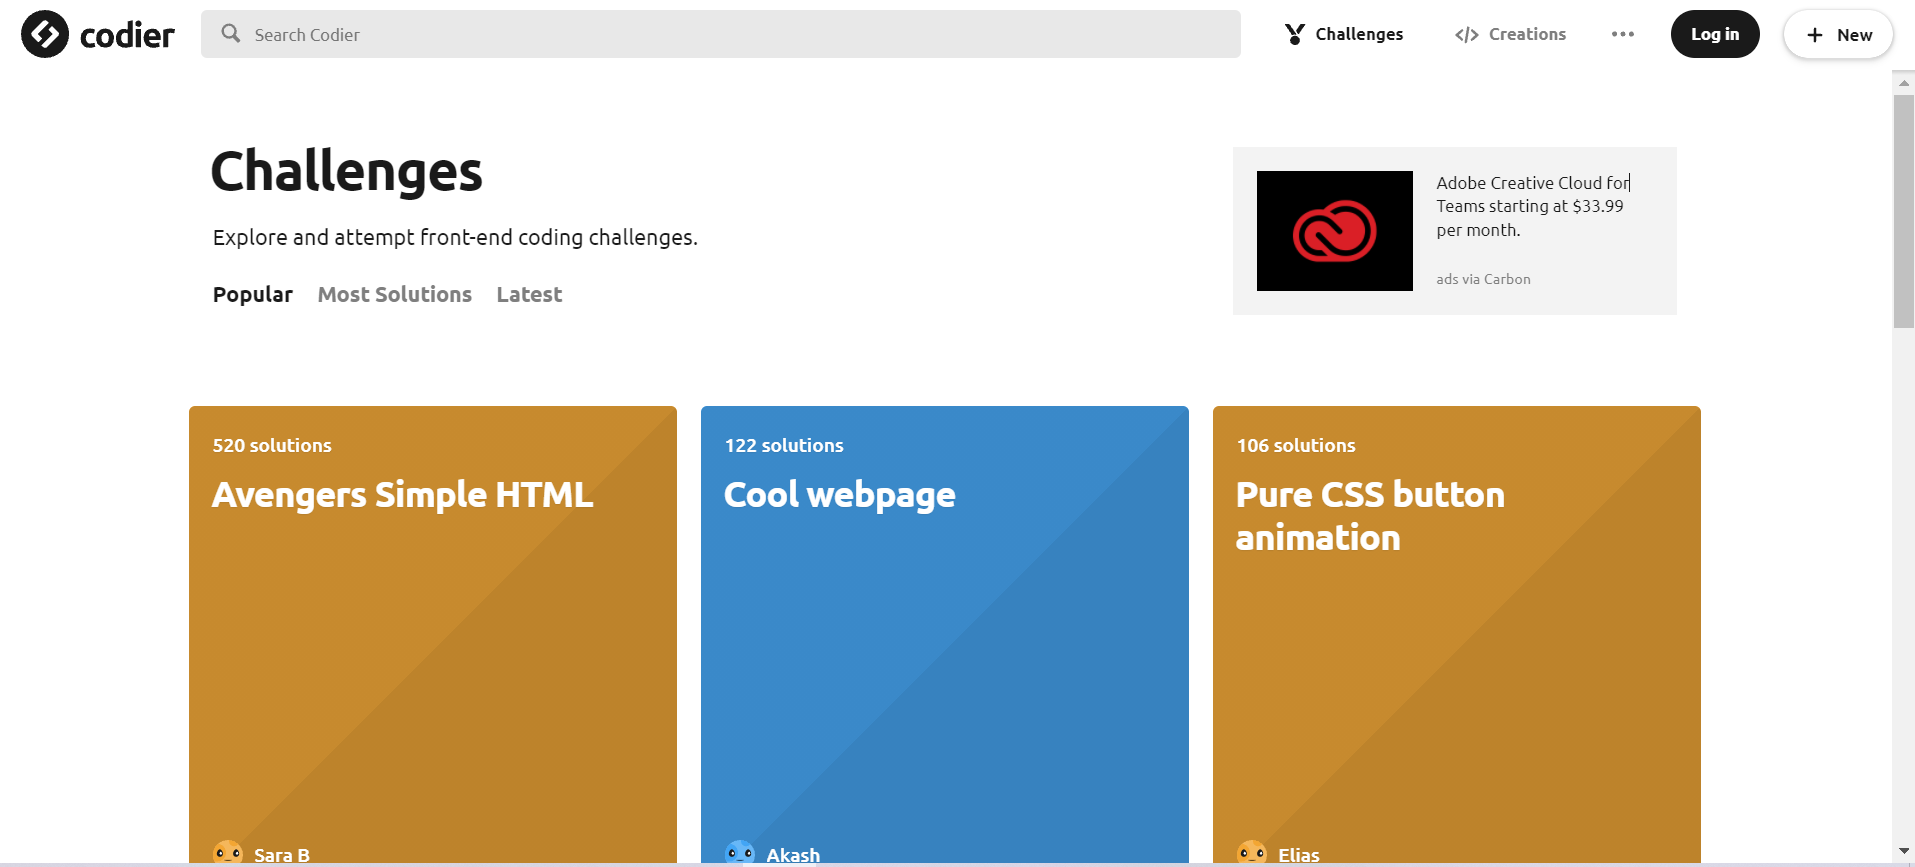 codier
Search Codier
Challenges
Creations
Log in
New
Challenges
Explore and attempt front-end coding challenges.
Popular
Most Solutions
Latest
Adobe Creative Cloud for
Teams starting at $33.99
per month.
ads via Carbon
520 solutions
Avengers Simple HTML
Sara B
122 solutions
Cool webpage
Akash
106 solutions
Pure CSS button
animation
Elias